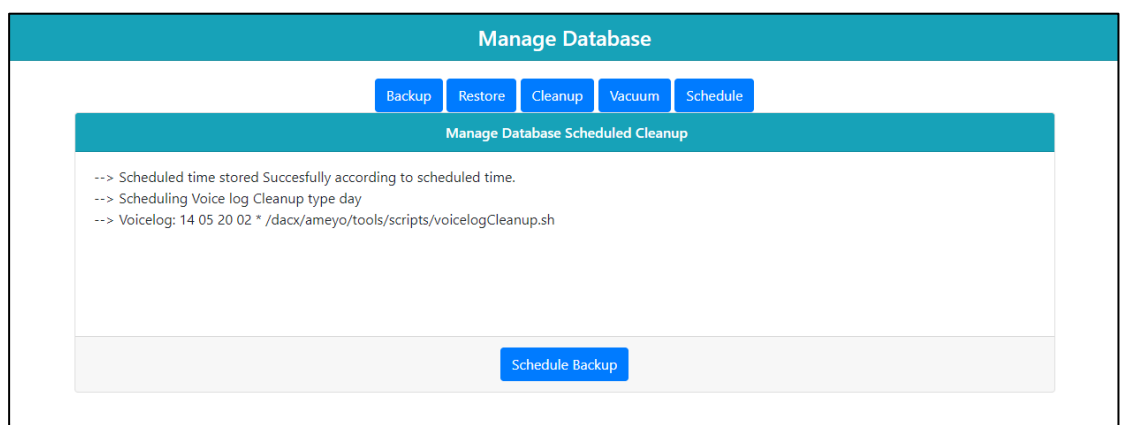 Manage Database
Backup Restore Cleanup Vacuum Schedule
Manage Database Scheduled Cleanup
--> Scheduled time stored Succesfully according to scheduled time.
--> Scheduling Voice log Cleanup type day
--> Voicelog: 14 05 20 02 * /dacx/ameyo/tools/scripts/voicelogCleanup.sh
Schedule Backup